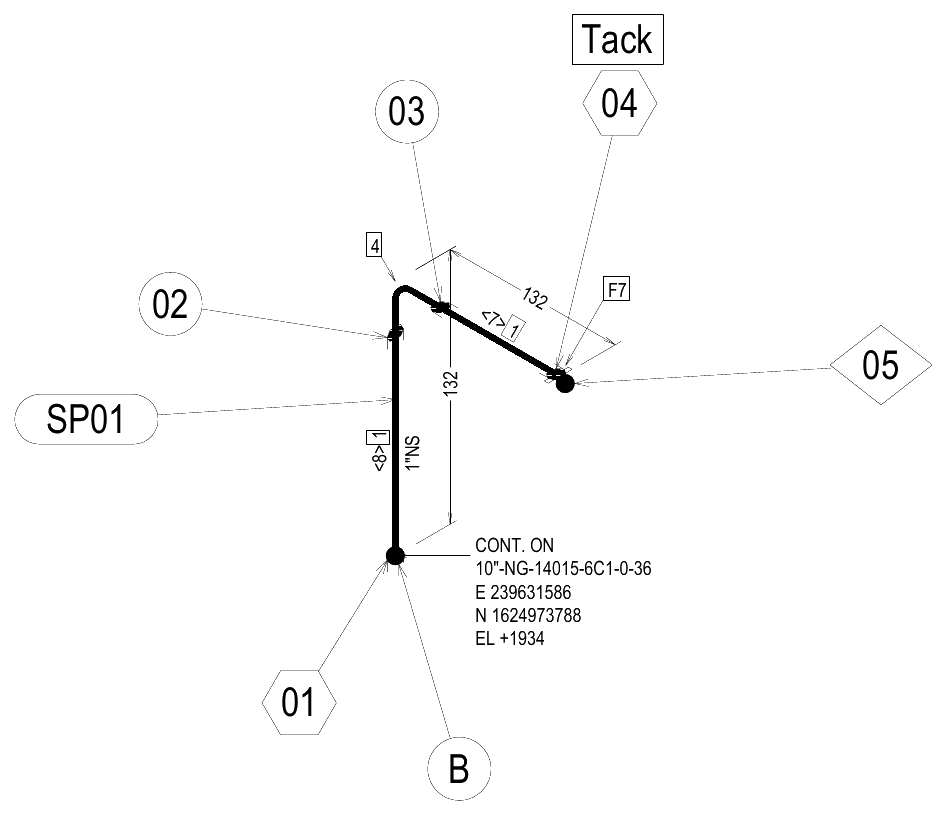 Tack
04
03
4
132
F7
02
<7> 1
05
132
SP01
<8> 1
1"NS
CONT. ON
10"-NG-14015-6C1-0-36
E 239631586
N 1624973788
EL +1934
01
B